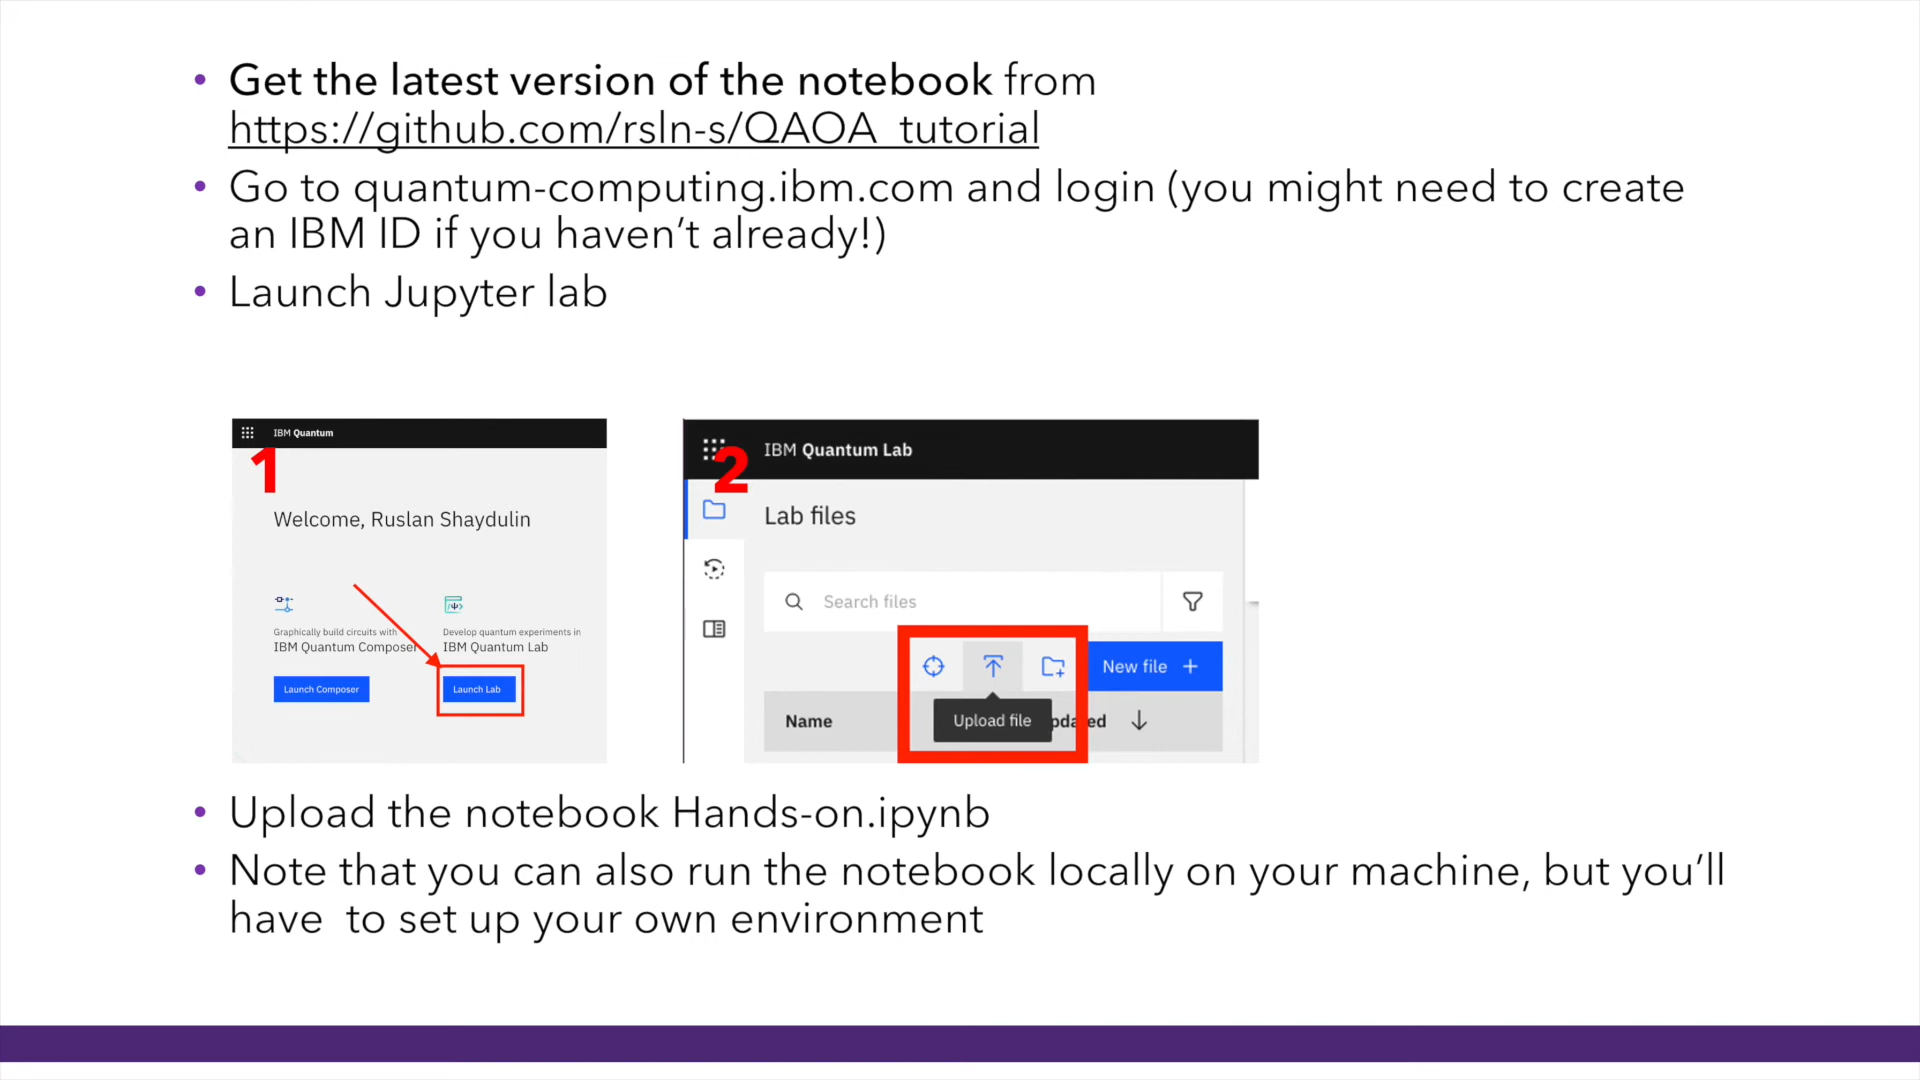 • Get the latest version of the notebook from
https://github.com/rsln-s/QAOA_tutorial
• Go to quantum-computing.ibm.com and login (you might need to create
an IBM ID if you haven’t already!)
• Launch Jupyter lab
IBM Quantum
1
Welcome, Ruslan Shaydulin
Graphically build circuits with
IBM Quantum Composer
Launch Composer
Develop quantum experiments in
IBM Quantum Lab
Launch Lab
IBM Quantum Lab
2
Lab files
Search files
New file +
Name
Upload file
• Upload the notebook Hands-on.ipynb
• Note that you can also run the notebook locally on your machine, but you’ll
have  to set up your own environment